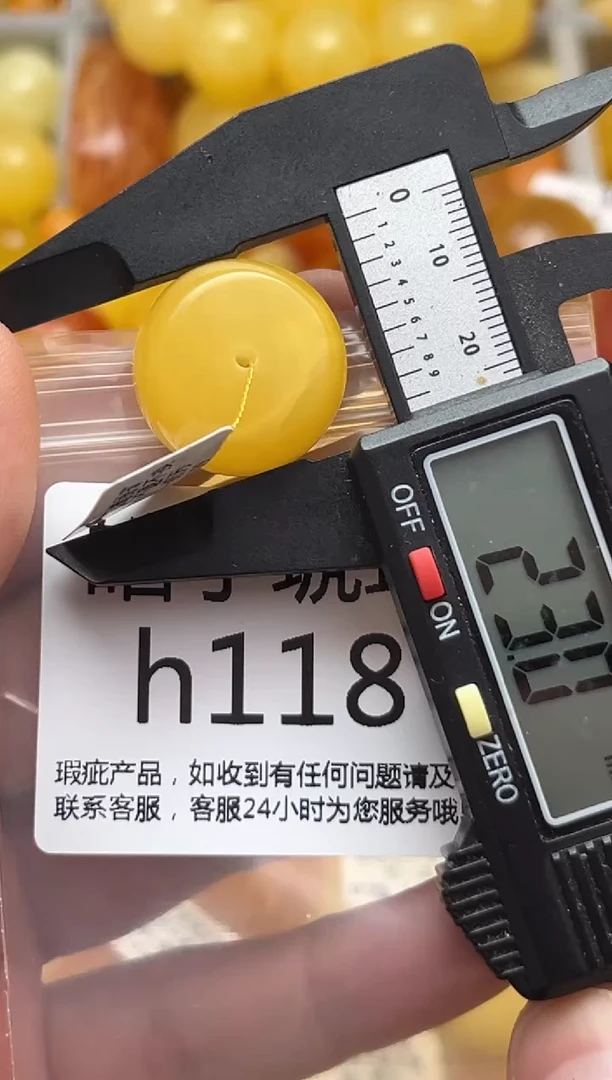 0
10
20
1 2 3 4 5 6 7 8 9
OFF
ON
ZERO
h118
瑕疵产品，如收到有任何问题请及
联系客服，客服24小时为您服务哦